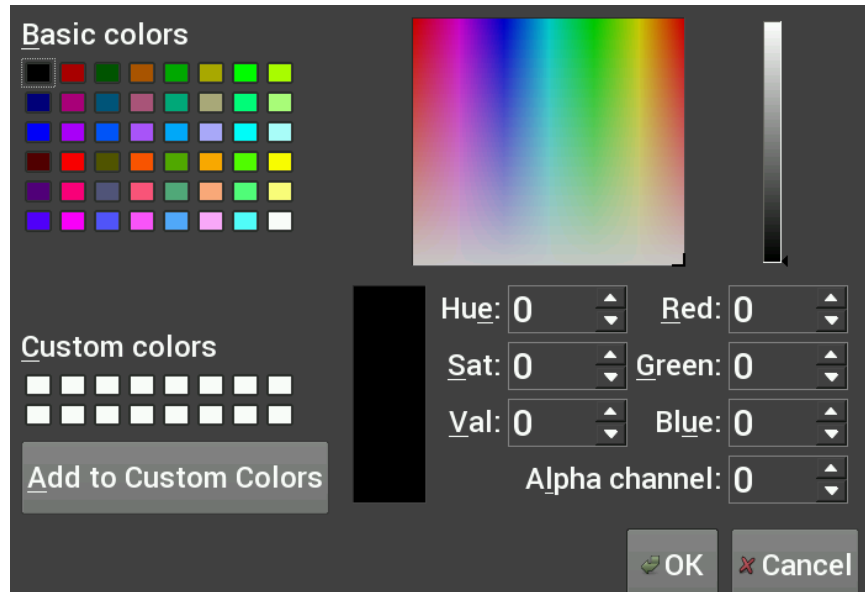 Basic colors
Hue: 0 Red: 0
Custom colors
Sat: 0 Green: 0
Val: 0 Blue: 0
Add to Custom Colors
Alpha channel: 0
OK Cancel